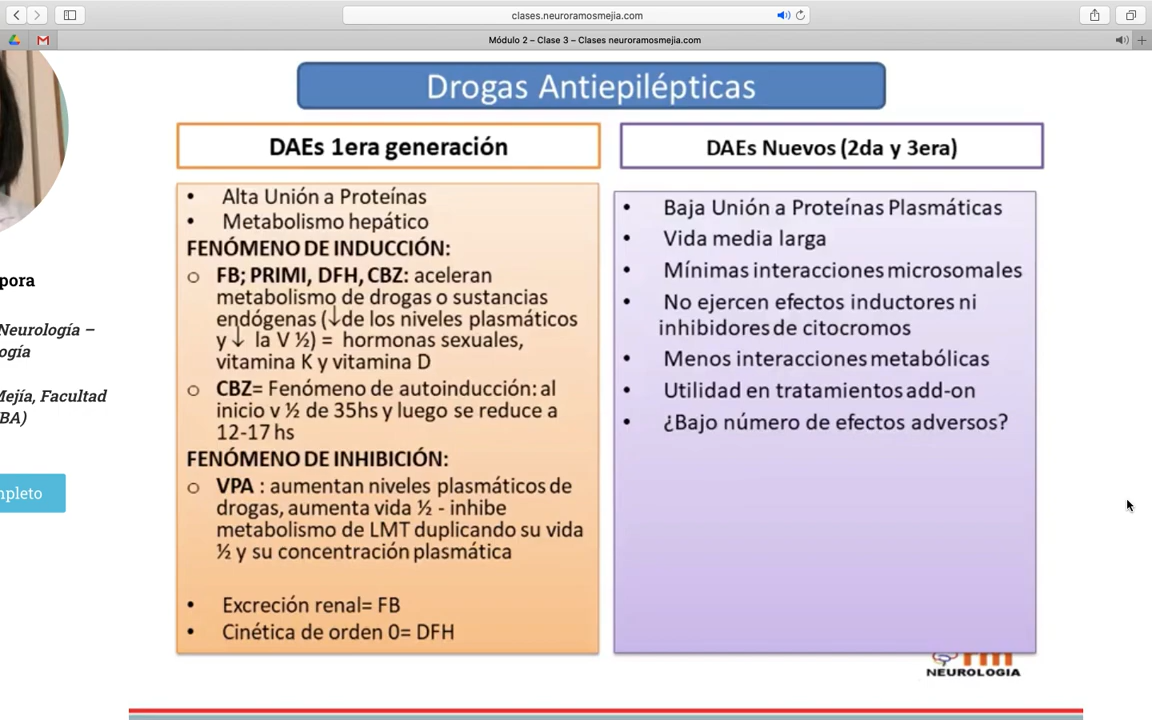 clases.neuroramosmejia.com
Módulo 2 – Clase 3 – Clases neuroramosmejia.com
Drogas Antiepilépticas
DAEs 1era generación
• Alta Unión a Proteínas
• Metabolismo hepático
FENÓMENO DE INDUCCIÓN:
o FB; PRIMI, DFH, CBZ: aceleran
metabolismo de drogas o sustancias
endógenas (↓de los niveles plasmáticos
y ↓ la V ½) = hormonas sexuales,
vitamina K y vitamina D
o CBZ= Fenómeno de autoinducción: al
inicio v ½ de 35hs y luego se reduce a
12-17 hs
FENÓMENO DE INHIBICIÓN:
o VPA : aumentan niveles plasmáticos de
drogas, aumenta vida ½ - inhibe
metabolismo de LMT duplicando su vida
½ y su concentración plasmática
• Excreción renal= FB
• Cinética de orden 0= DFH
DAEs Nuevos (2da y 3era)
• Baja Unión a Proteínas Plasmáticas
• Vida media larga
• Mínimas interacciones microsomales
• No ejercen efectos inductores ni
inhibidores de citocromos
• Menos interacciones metabólicas
• Utilidad en tratamientos add-on
• ¿Bajo número de efectos adversos?
NEUROLOGIA
pora
Neurología –
ogía
Mejía, Facultad
BA)
mpleto